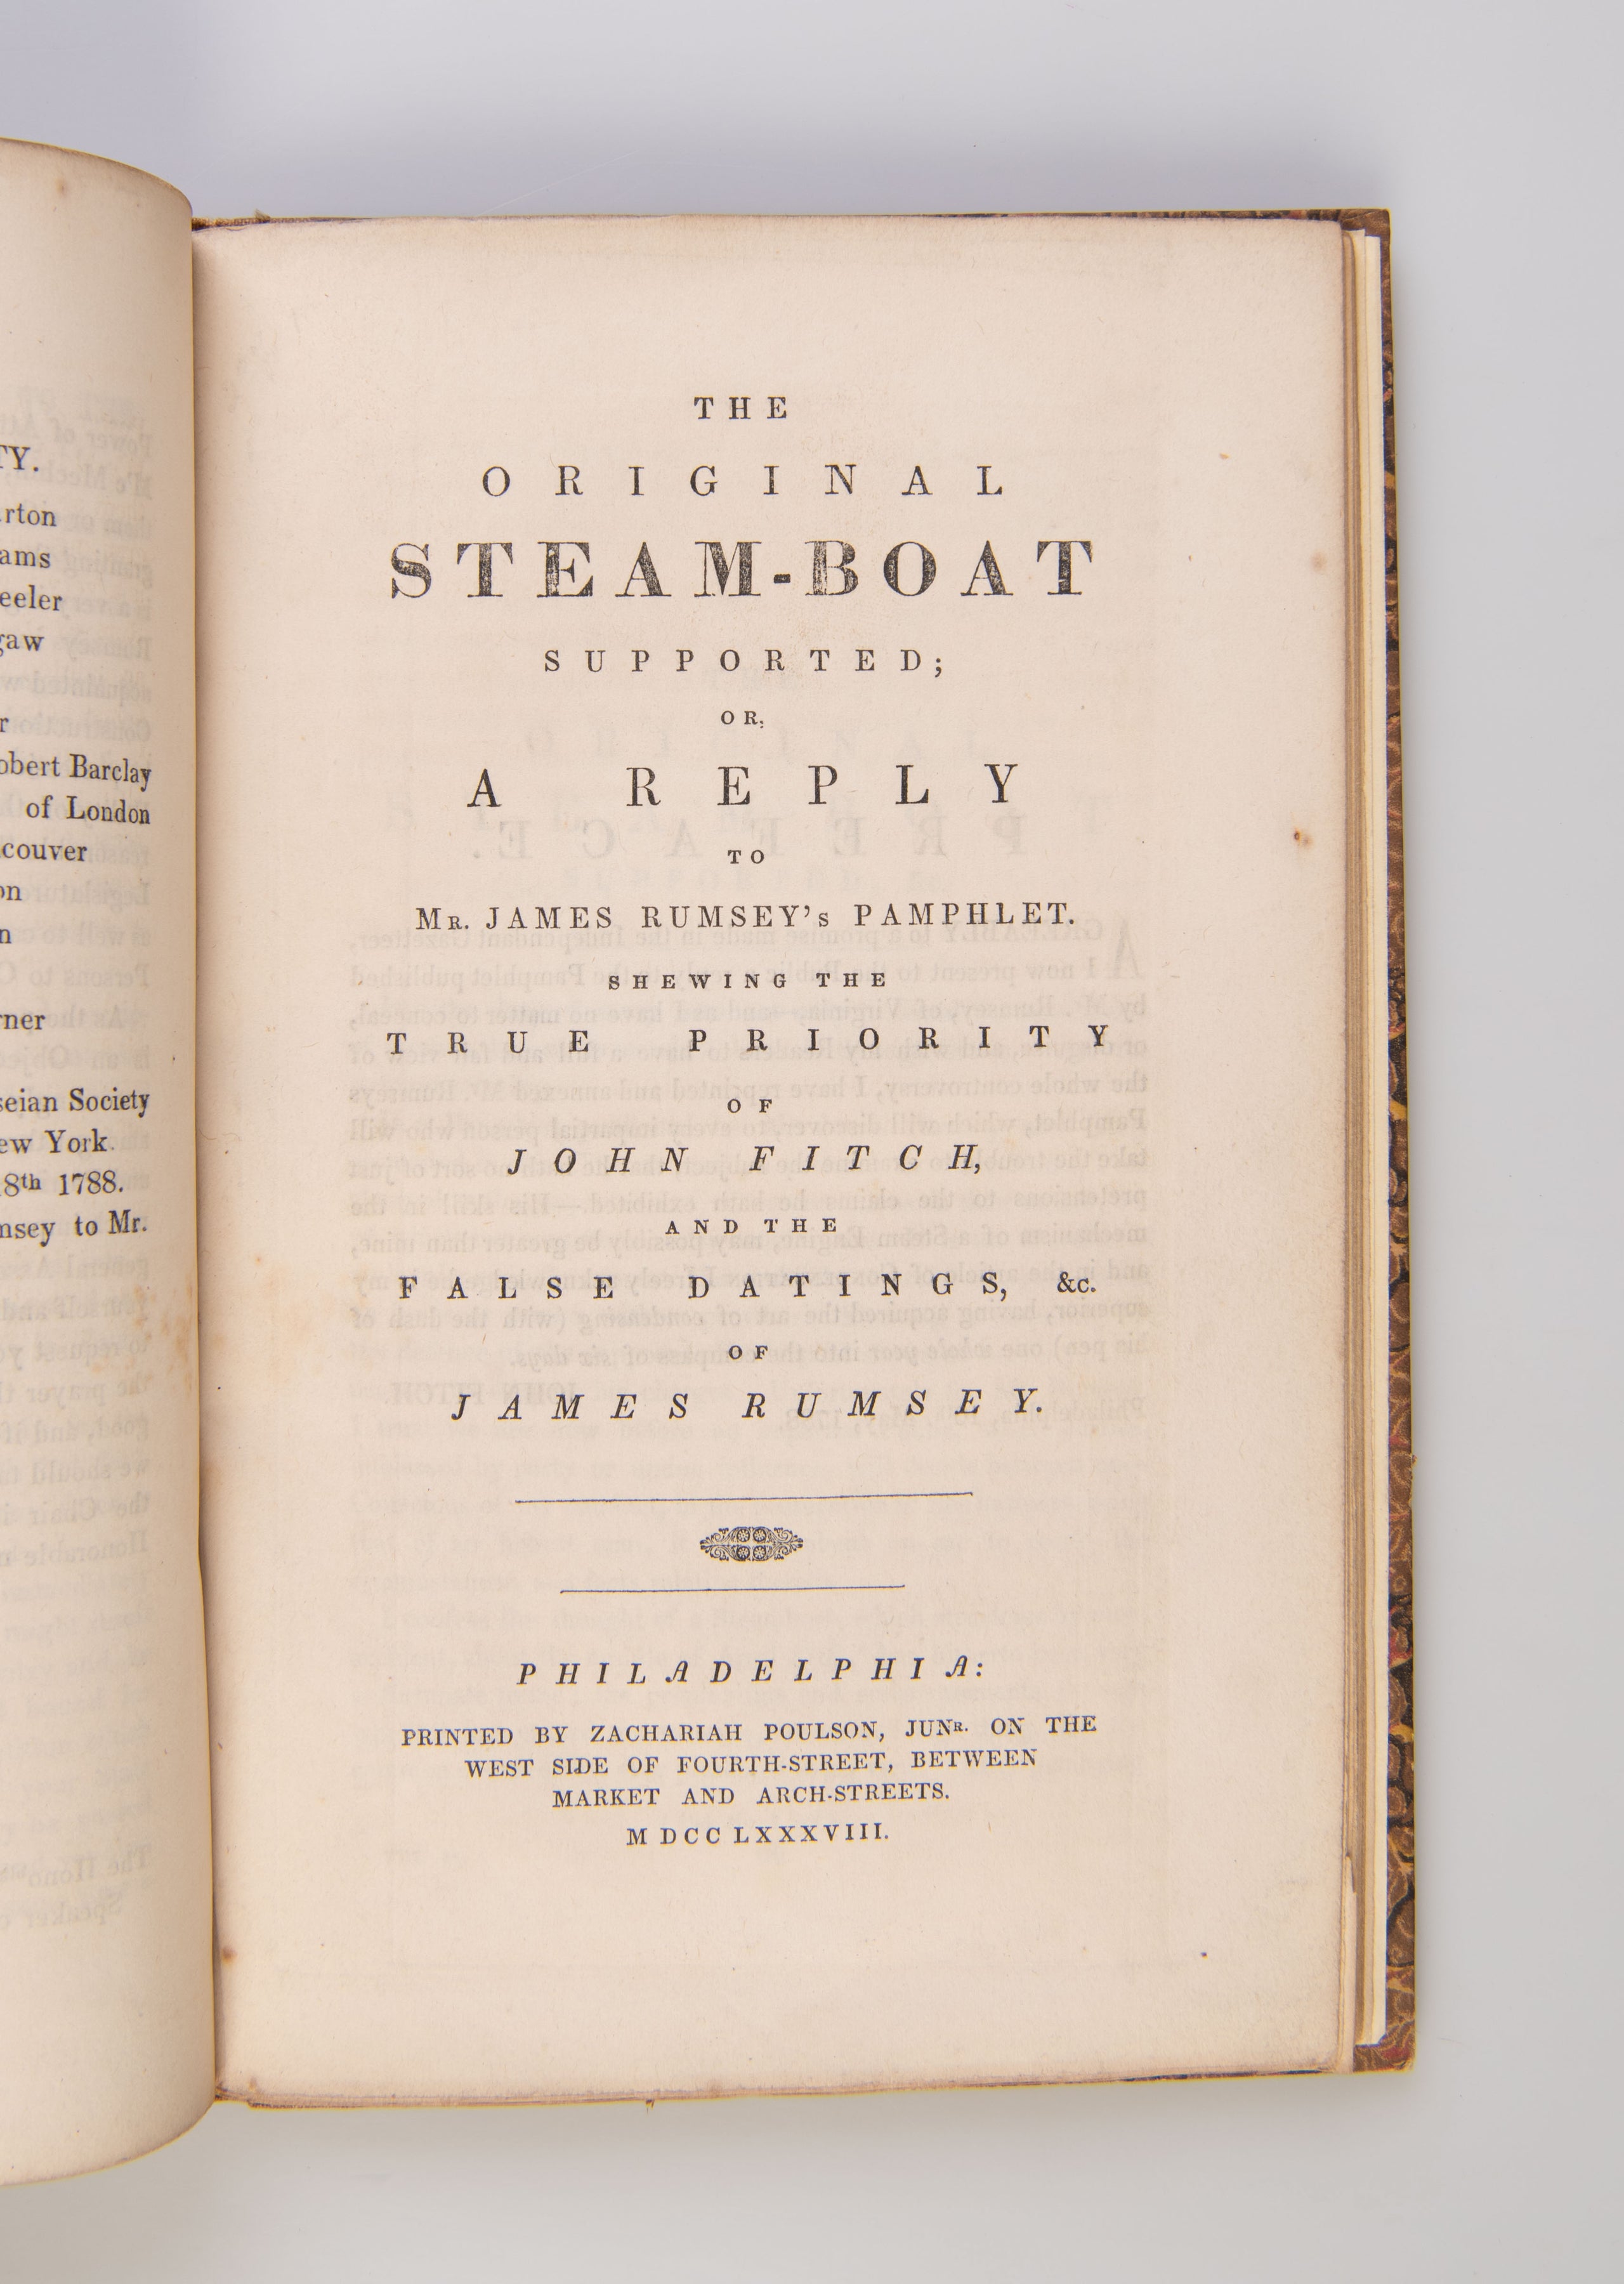 TY.
rton
ams
eeler
gaw
r
obert Barclay
of London
couver
on
n
rner
seian Society
ew York.
8th 1788.
msey to Mr.
THE
ORIGINAL
STEAM-BOAT
SUPPORTED;
OR,
A REPLY
TO
MR. JAMES RUMSEY's PAMPHLET.
SHEWING THE
TRUE PRIORITY
OF
JOHN FITCH,
AND THE
FALSE DATINGS, &c.
OF
JAMES RUMSEY.
PHILADELPHIA:
PRINTED BY ZACHARIAH POULSON, JUNR. ON THE
WEST SIDE OF FOURTH-STREET, BETWEEN
MARKET AND ARCH-STREETS.
M DCC LXXXVIII.